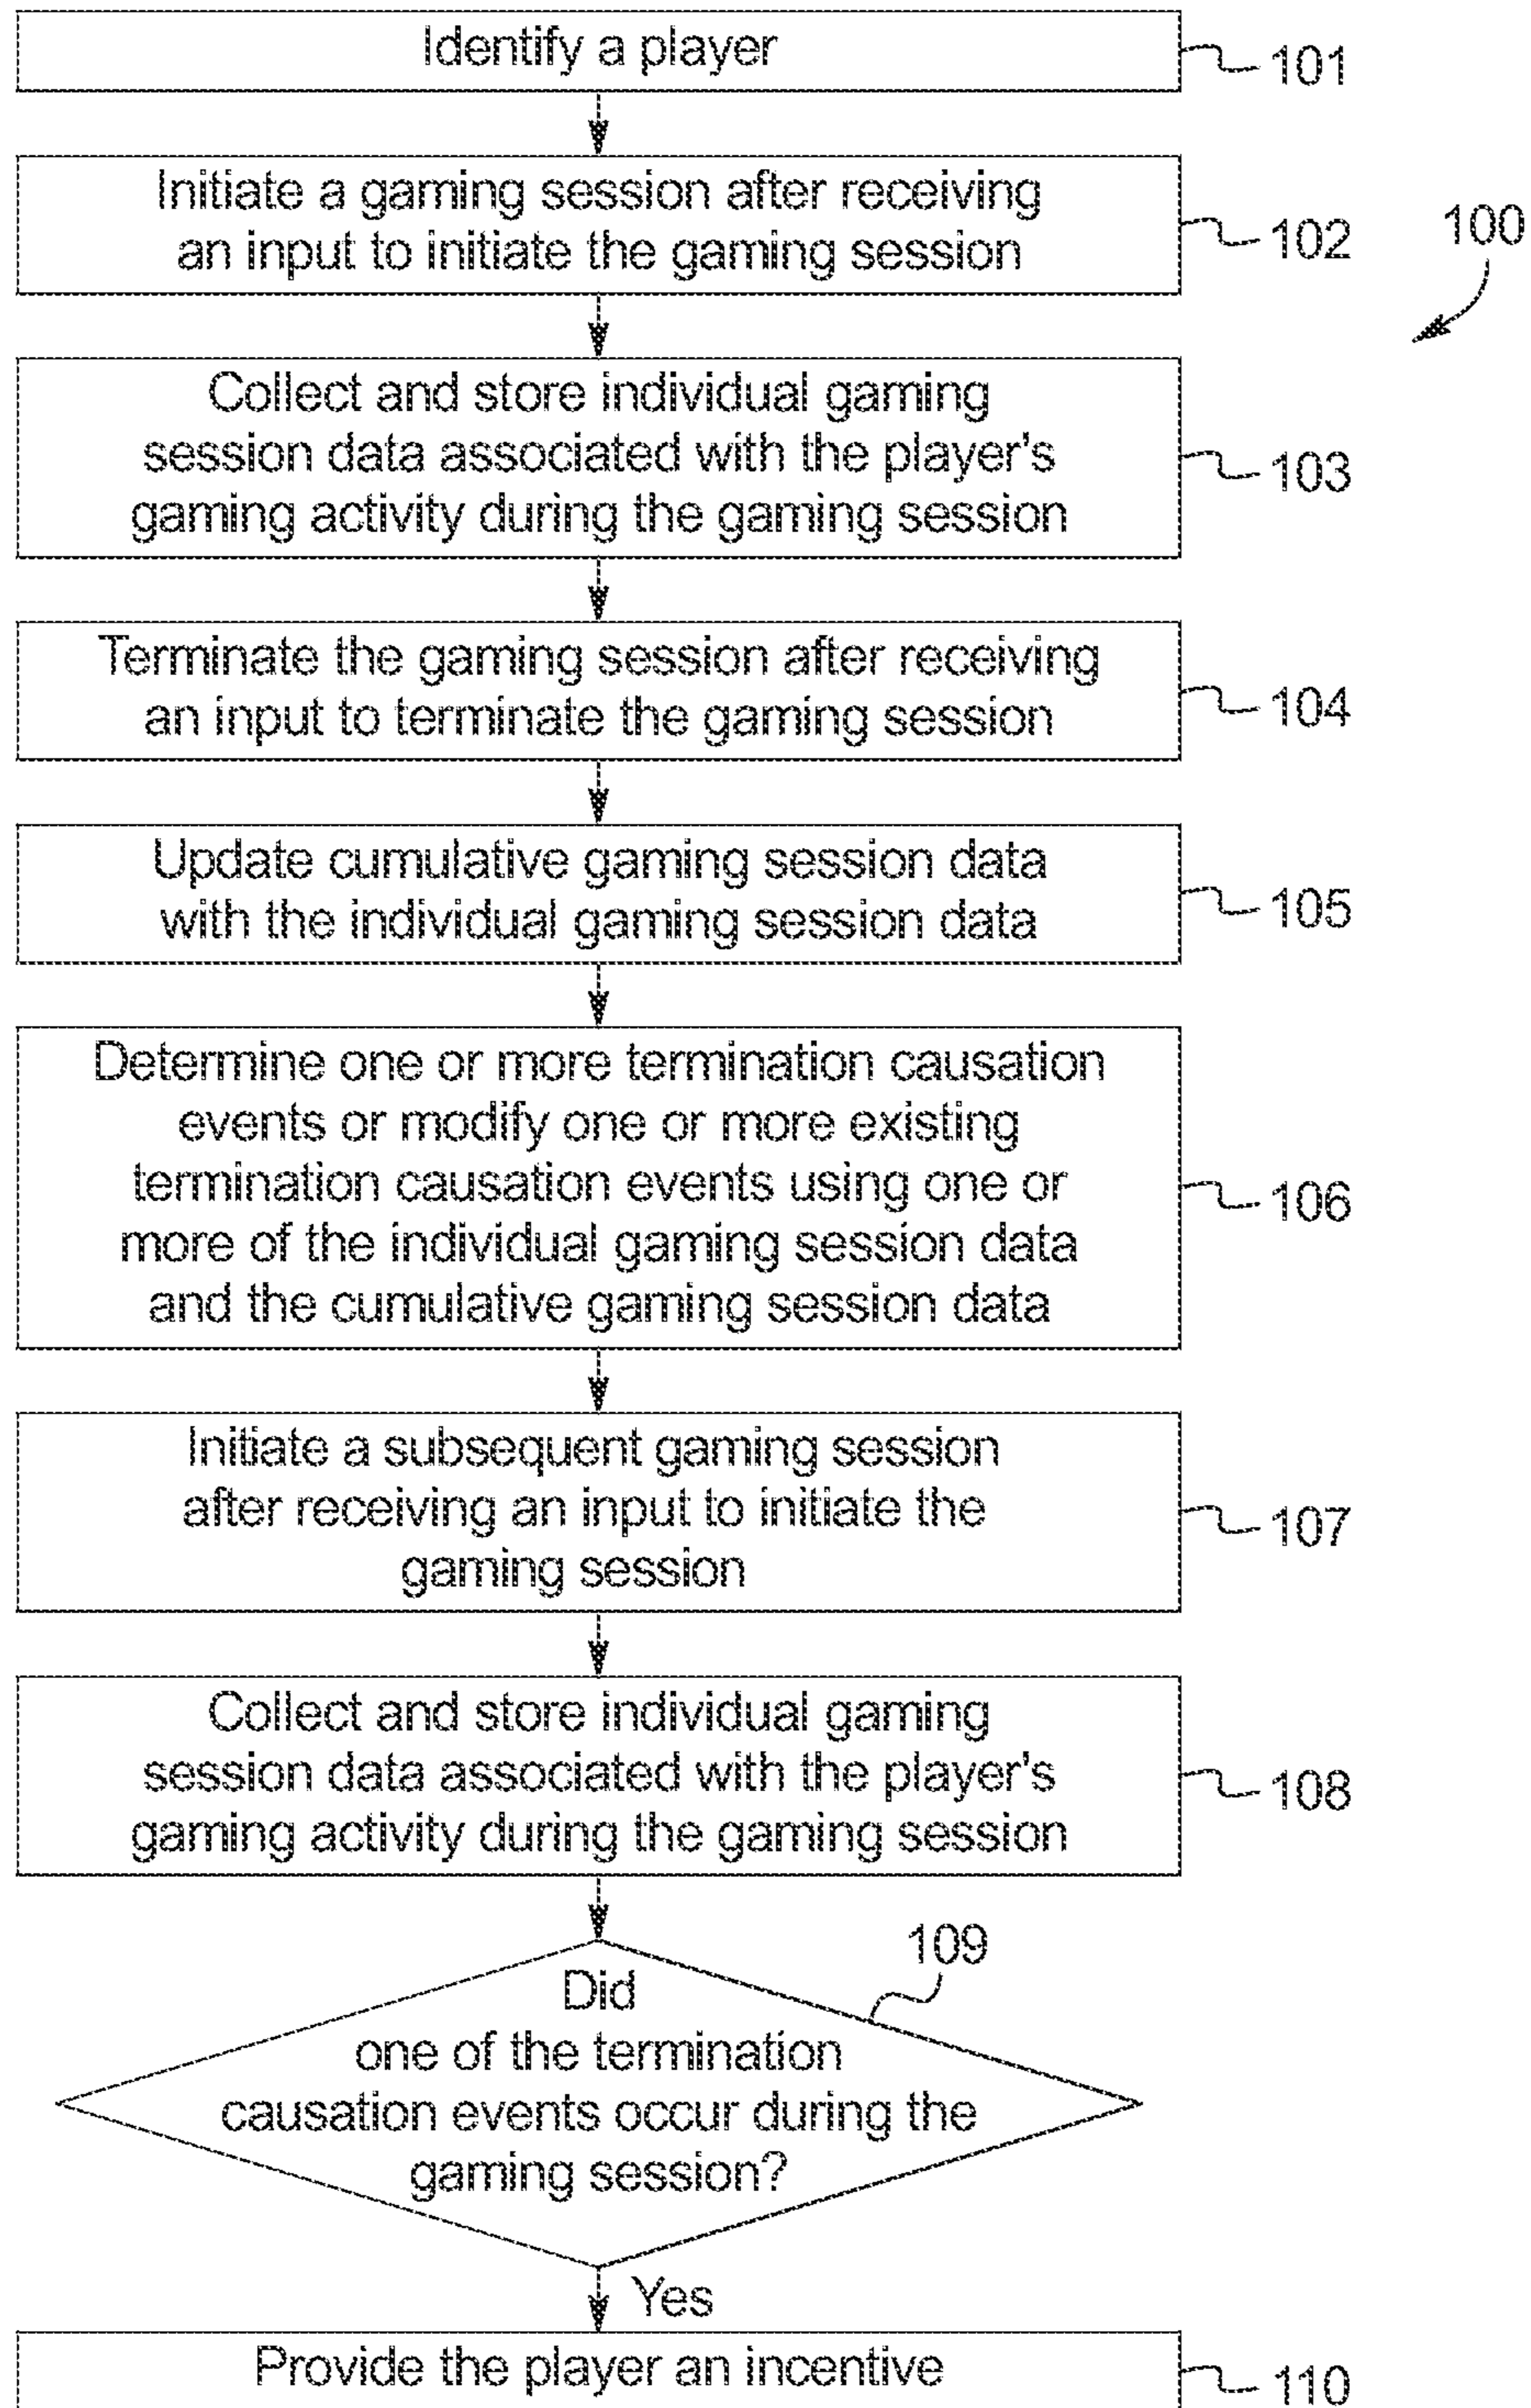 Identify a player
101
Initiate a gaming session after receiving
an input to initiate the gaming session
102
100
Collect and store individual gaming
session data associated with the player's
gaming activity during the gaming session
103
Terminate the gaming session after receiving
an input to terminate the gaming session
104
Update cumulative gaming session data
with the individual gaming session data
105
Determine one or more termination causation
events or modify one or more existing
termination causation events using one or
more of the individual gaming session data
and the cumulative gaming session data
106
Initiate a subsequent gaming session
after receiving an input to initiate the
gaming session
107
Collect and store individual gaming
session data associated with the player's
gaming activity during the gaming session
108
109
Did
one of the termination
causation events occur during the
gaming session?
Yes
Provide the player an incentive
110